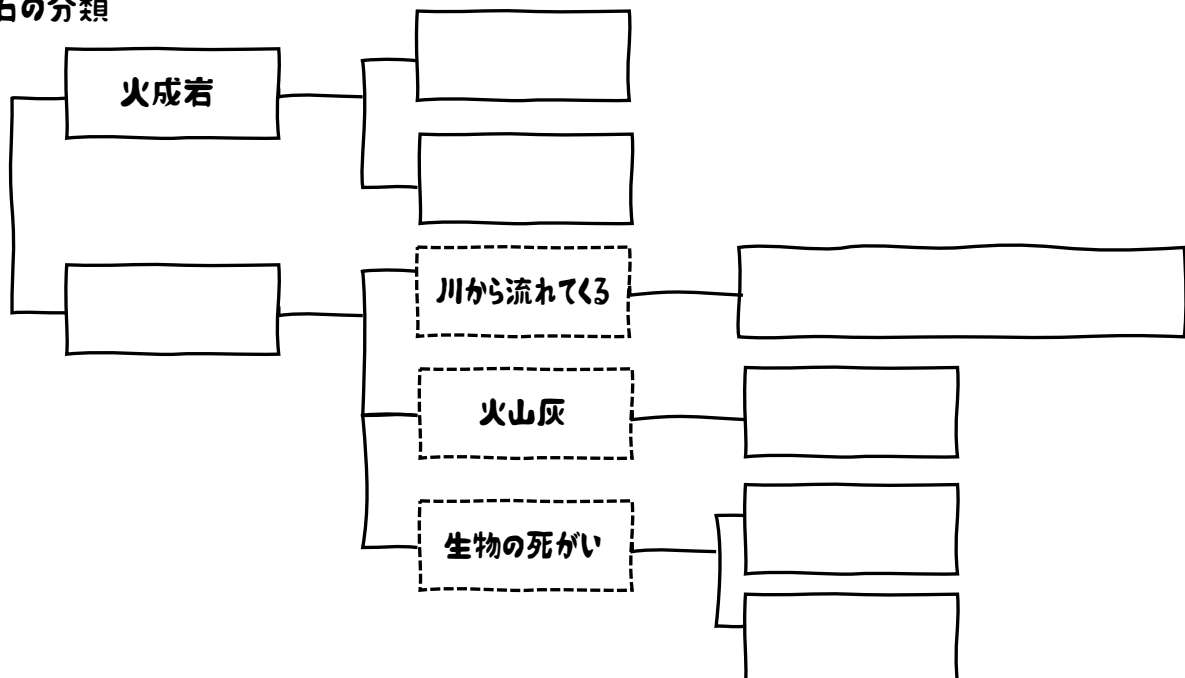 石の分類
火成岩
川から流れてくる
火山灰
生物の死がい